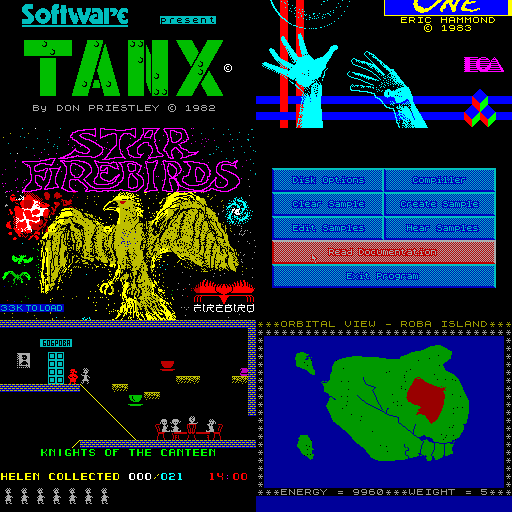 Software
present
TANX ©
By DON PRIESTLEY © 1982
ONE
ERIC HAMMOND
© 1983
STAR
FIREBIRDS
33K TO LOAD
FIREBIRD
Disk Options
Compiller
Clear Sample
Create Sample
Edit Samples
Hear Samples
Read Documentation
Exit Program
KNIGHTS OF THE CANTEEN
HELEN COLLECTED 000/021 14:00
**ORBITAL VIEW - ROBA ISLAND***
**ENERGY = 9960***WEIGHT = 5**